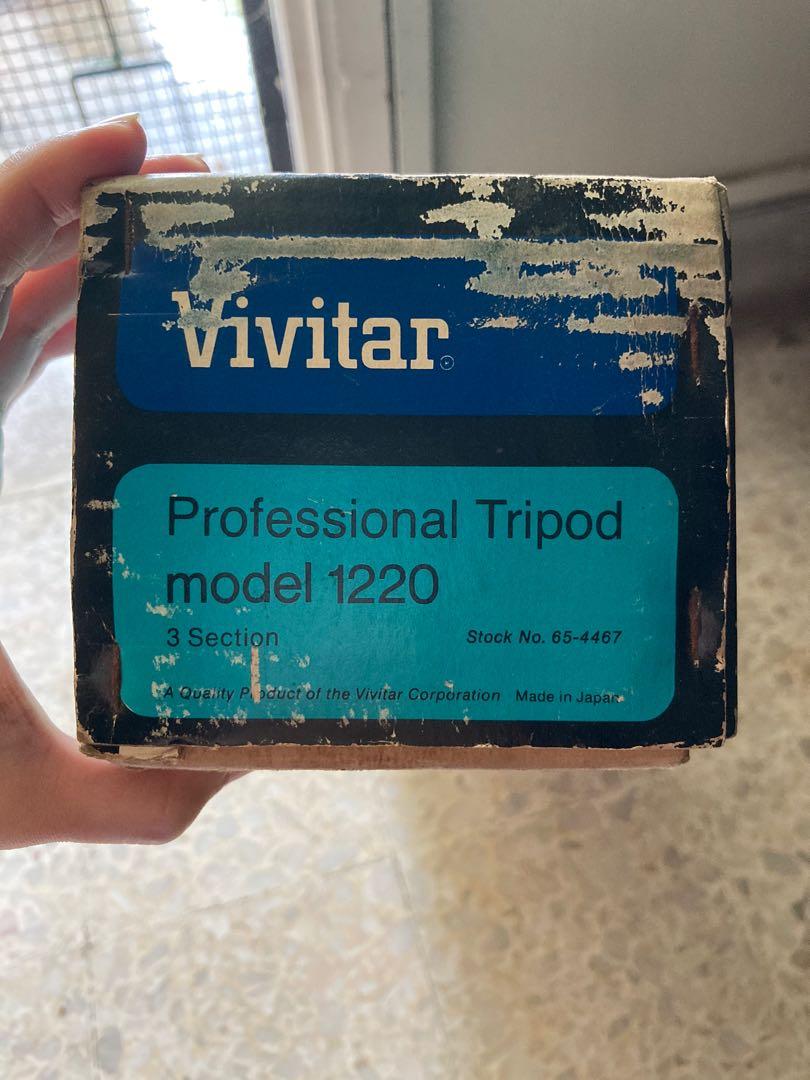 Vivitar
Professional Tripod
model 1220
3 Section
Stock No. 65-4467
A Quality Product of the Vivitar Corporation Made in Japan